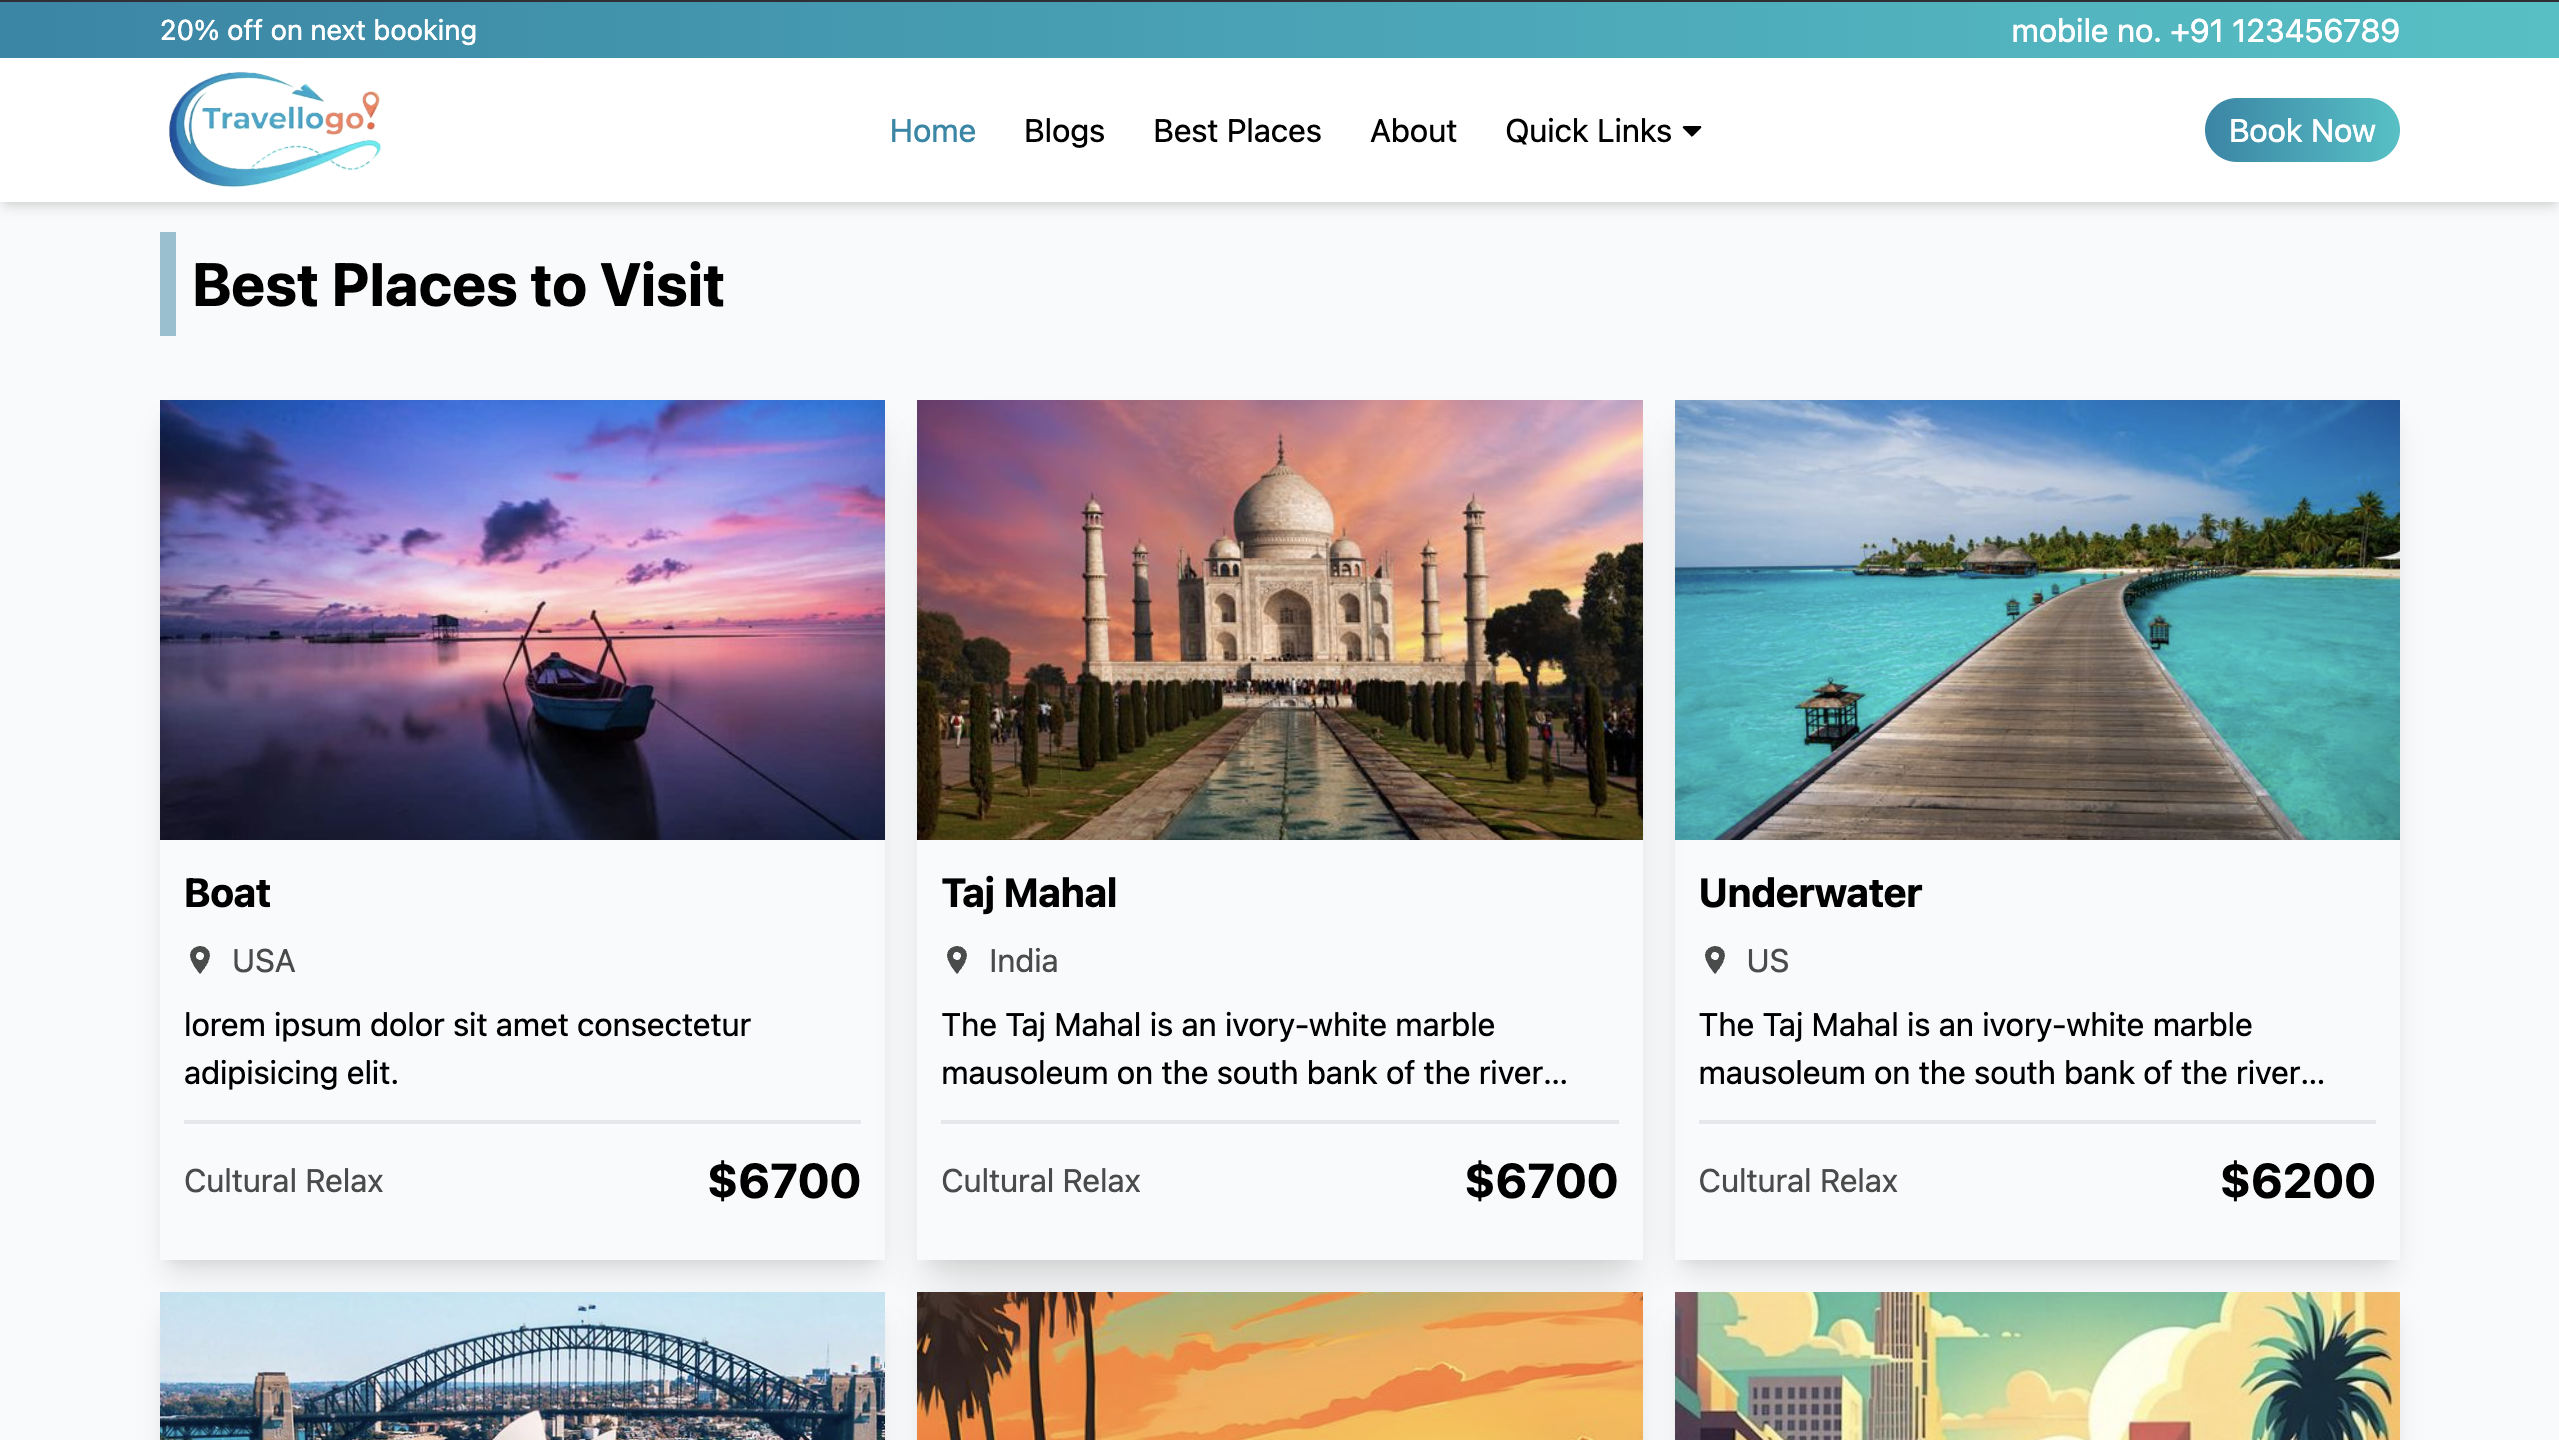 20% off on next booking
mobile no. +91 123456789
Travellogo!
Home
Blogs
Best Places
About
Quick Links
Book Now
Best Places to Visit
Boat
USA
lorem ipsum dolor sit amet consectetur
adipisicing elit.
Cultural Relax
$6700
Taj Mahal
India
The Taj Mahal is an ivory-white marble
mausoleum on the south bank of the river...
Cultural Relax
$6700
Underwater
US
The Taj Mahal is an ivory-white marble
mausoleum on the south bank of the river...
Cultural Relax
$6200